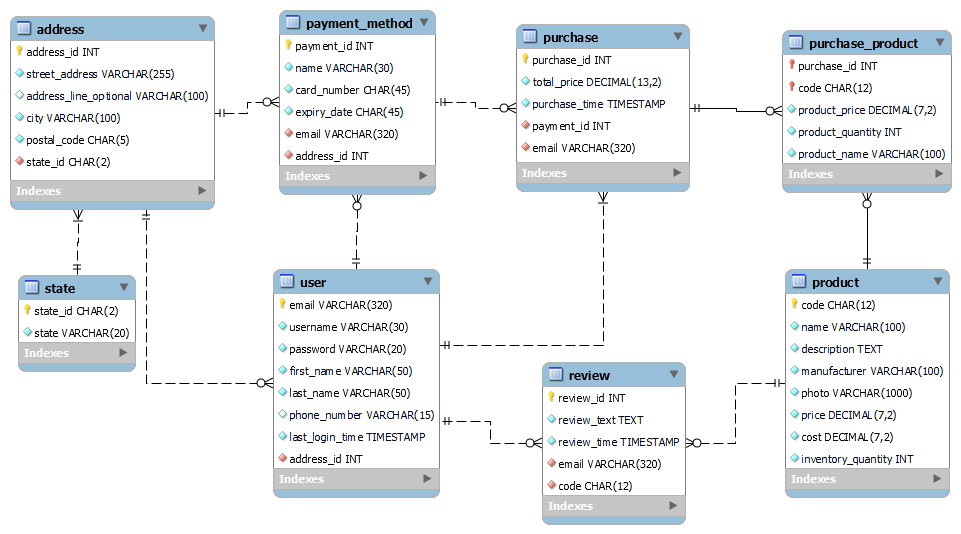 address
address_id INT
street_address VARCHAR(255)
address_line_optional VARCHAR(100)
city VARCHAR(100)
postal_code CHAR(5)
state_id CHAR(2)
Indexes
payment_method
payment_id INT
name VARCHAR(30)
card_number CHAR(45)
expiry_date CHAR(45)
email VARCHAR(320)
address_id INT
Indexes
purchase
purchase_id INT
total_price DECIMAL(13,2)
purchase_time TIMESTAMP
payment_id INT
email VARCHAR(320)
Indexes
purchase_product
purchase_id INT
code CHAR(12)
product_price DECIMAL(7,2)
product_quantity INT
product_name VARCHAR(100)
Indexes
state
state_id CHAR(2)
state VARCHAR(20)
Indexes
user
email VARCHAR(320)
username VARCHAR(30)
password VARCHAR(20)
first_name VARCHAR(50)
last_name VARCHAR(50)
phone_number VARCHAR(15)
last_login_time TIMESTAMP
address_id INT
Indexes
review
review_id INT
review_text TEXT
review_time TIMESTAMP
email VARCHAR(320)
code CHAR(12)
Indexes
product
code CHAR(12)
name VARCHAR(100)
description TEXT
manufacturer VARCHAR(100)
photo VARCHAR(1000)
price DECIMAL(7,2)
cost DECIMAL(7,2)
inventory_quantity INT
Indexes